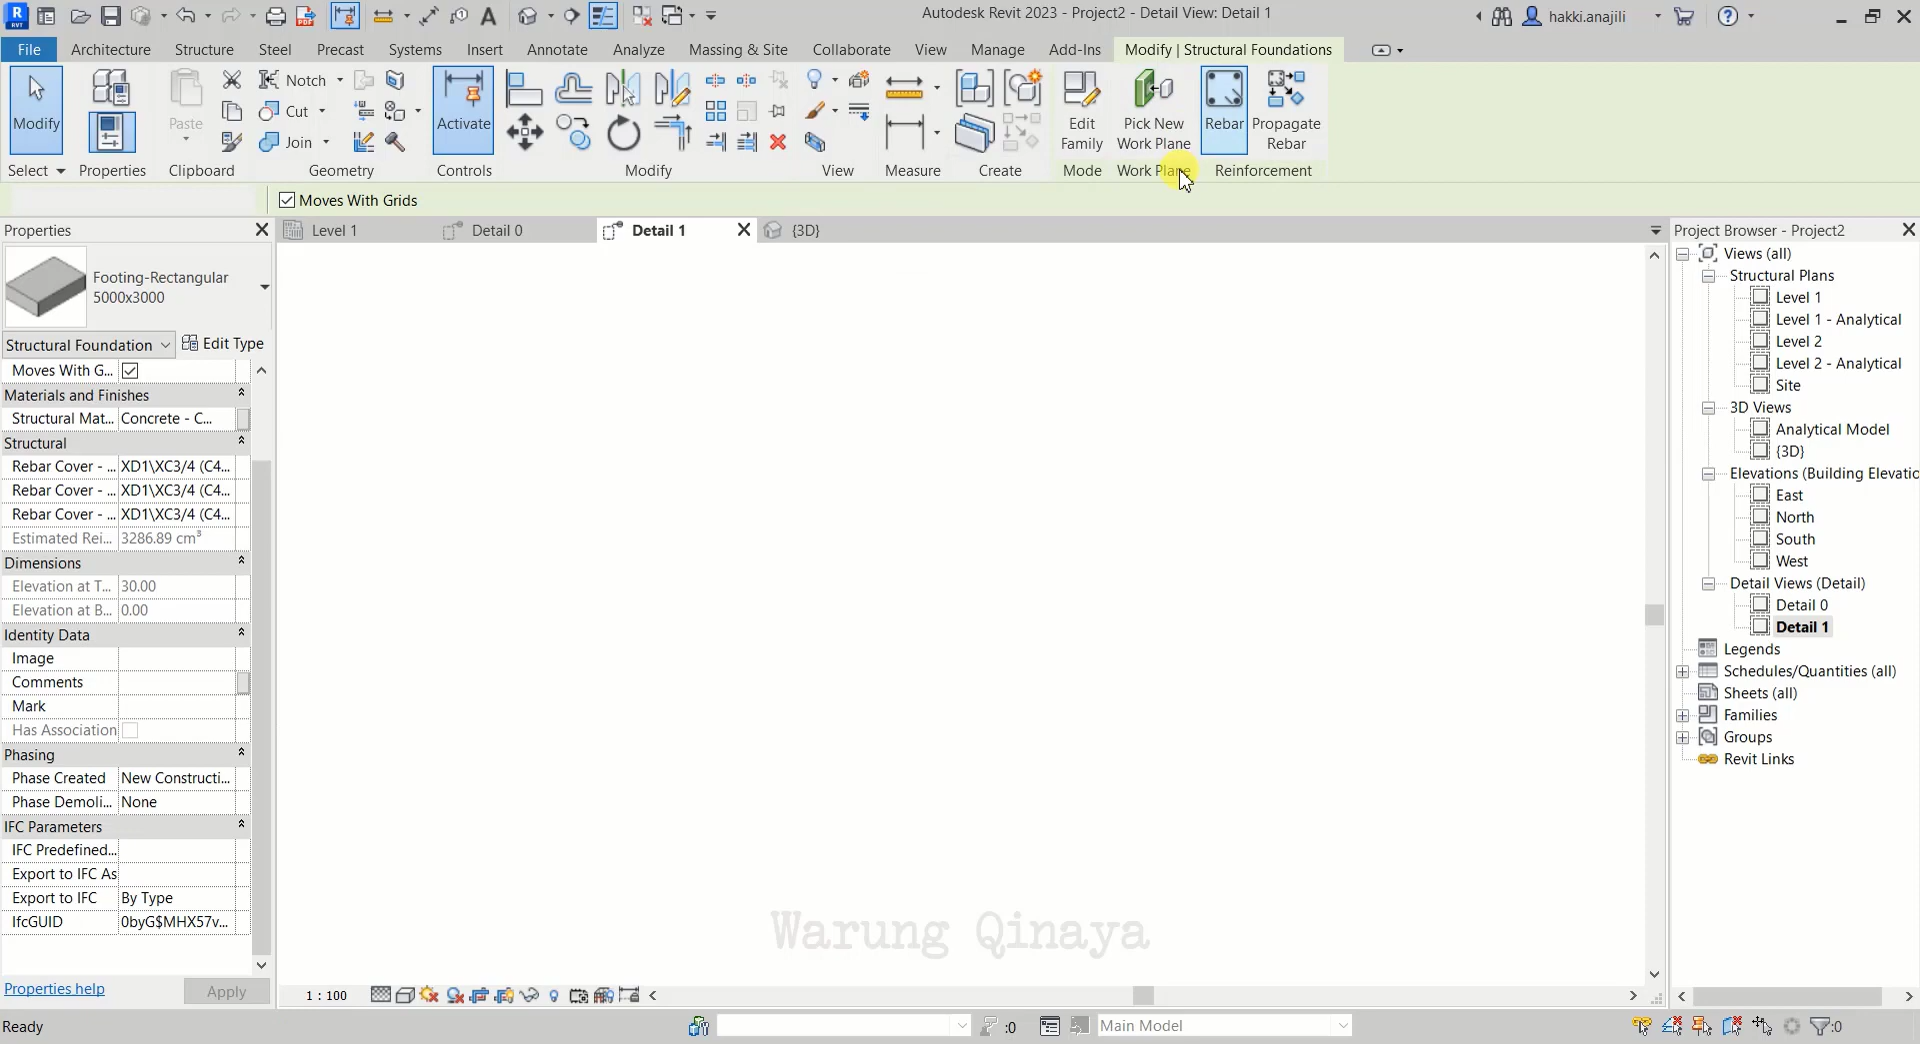 Autodesk Revit 2023 - Project2 - Detail View: Detail 1
hakki.anajili
File Architecture Structure Steel Precast Systems Insert Annotate Analyze Massing & Site Collaborate View Manage Add-Ins Modify | Structural Foundations
Modify Paste Notch Cut Join Activate Edit Family Pick New Work Plane Rebar Propagate Rebar
Select Properties Clipboard Geometry Controls Modify View Measure Create Mode Work Plane Reinforcement
Moves With Grids
Properties
Level 1 Detail 0 Detail 1 {3D}
Project Browser - Project2
Footing-Rectangular
5000x3000
Structural Foundation Edit Type
Moves With G...
Materials and Finishes
Structural Mat... Concrete - C...
Structural
Rebar Cover - ... XD1\XC3/4 (C4...
Rebar Cover - ... XD1\XC3/4 (C4...
Rebar Cover - ... XD1\XC3/4 (C4...
Estimated Rei... 3286.89 cm³
Dimensions
Elevation at T... 30.00
Elevation at B... 0.00
Identity Data
Image
Comments
Mark
Has Association
Phasing
Phase Created New Constructi...
Phase Demoli... None
IFC Parameters
IFC Predefined...
Export to IFC As
Export to IFC By Type
IfcGUID 0byG$MHX57v...
Properties help Apply
Views (all)
Structural Plans
Level 1
Level 1 - Analytical
Level 2
Level 2 - Analytical
Site
3D Views
Analytical Model
{3D}
Elevations (Building Elevatio
East
North
South
West
Detail Views (Detail)
Detail 0
Detail 1
Legends
Schedules/Quantities (all)
Sheets (all)
Families
Groups
Revit Links
Warung Qinaya
1 : 100
Ready
:0
Main Model
:0